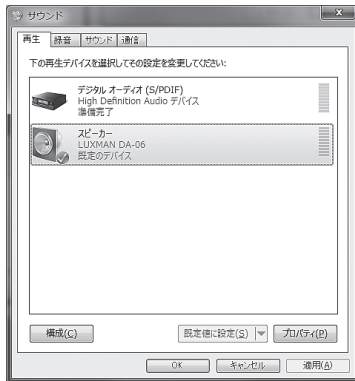 サウンド
再生 録音 サウンド 通信
下の再生デバイスを選択してその設定を変更してください:
デジタル オーディオ (S/PDIF)
High Definition Audio デバイス
準備完了
スピーカー
LUXMAN DA-06
既定のデバイス
構成(C) 既定値に設定(S) プロパティ(P)
OK キャンセル 適用(A)